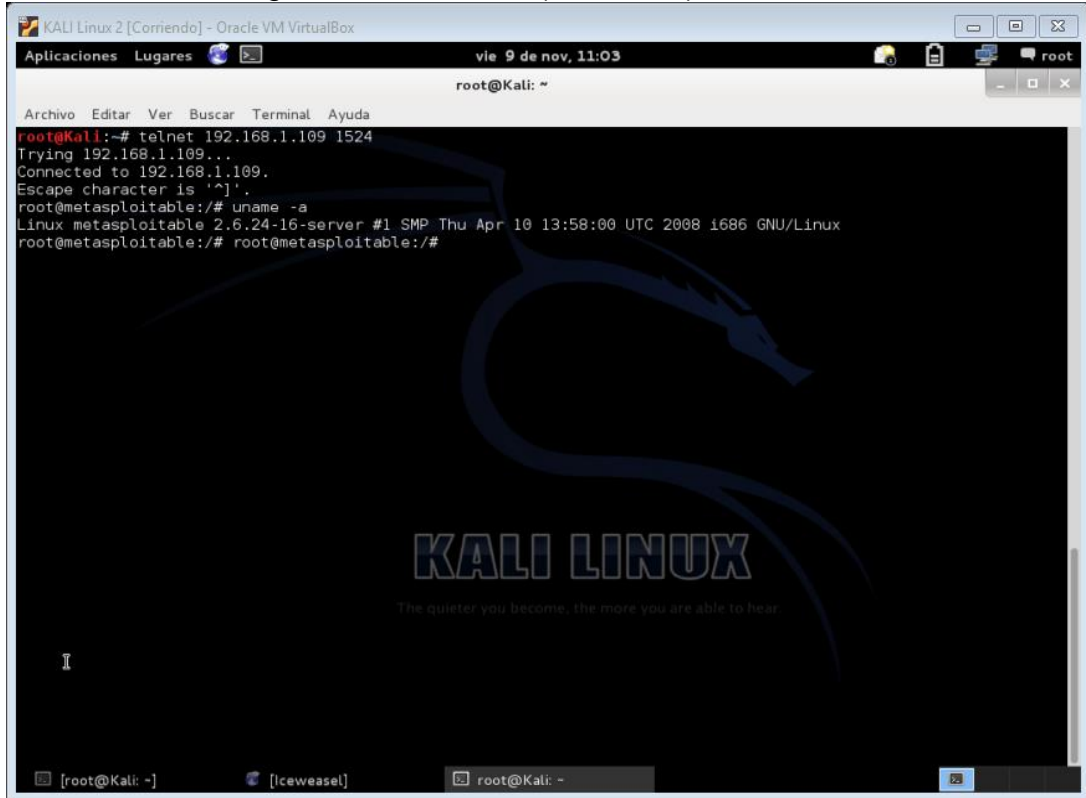 KALI Linux 2 [Corriendo] - Oracle VM VirtualBox
Aplicaciones Lugares vie 9 de nov, 11:03 root
root@Kali: ~
Archivo Editar Ver Buscar Terminal Ayuda
root@Kali:~# telnet 192.168.1.109 1524
Trying 192.168.1.109...
Connected to 192.168.1.109.
Escape character is '^]'.
root@metasploitable:/# uname -a
Linux metasploitable 2.6.24-16-server #1 SMP Thu Apr 10 13:58:00 UTC 2008 i686 GNU/Linux
root@metasploitable:/# root@metasploitable:/#
KALI LINUX
The quieter you become, the more you are able to hear.
[root@Kali: ~] [Iceweasel] root@Kali: ~